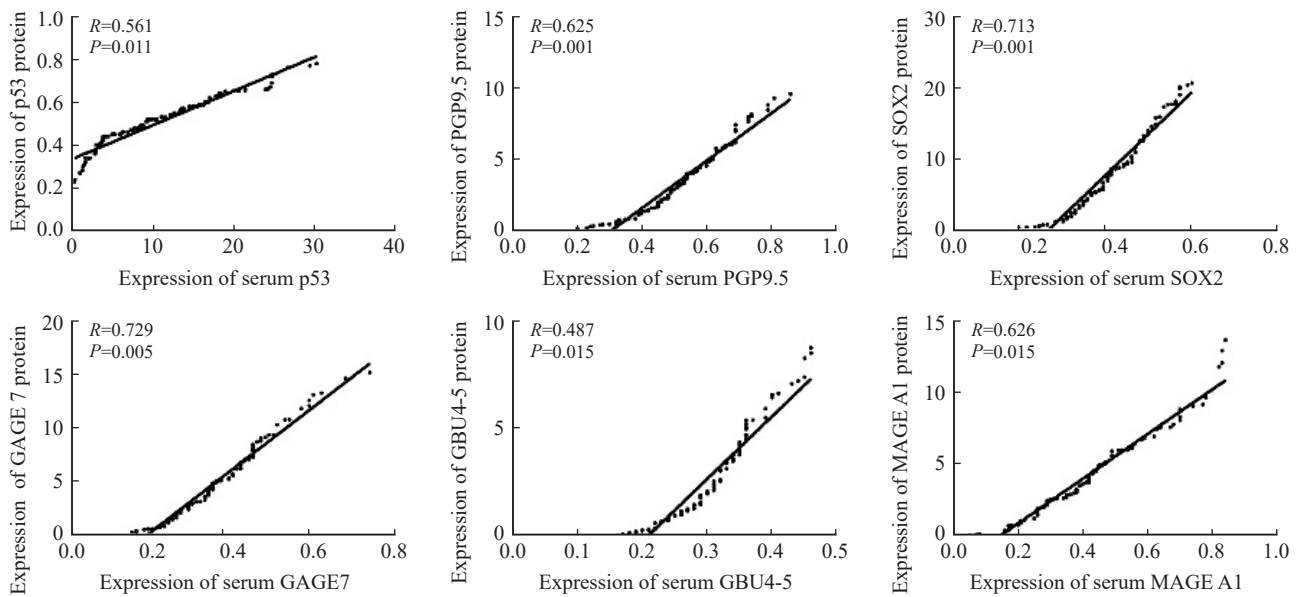 R=0.561
P=0.011
Expression of p53 protein
1.0
0.8
0.6
0.4
0.2
0.0
0
10
20
30
40
Expression of serum p53
R=0.625
P=0.001
Expression of PGP9.5 protein
15
10
5
0
0.0
0.2
0.4
0.6
0.8
1.0
Expression of serum PGP9.5
R=0.713
P=0.001
Expression of SOX2 protein
30
20
10
0
0.0
0.2
0.4
0.6
0.8
Expression of serum SOX2
R=0.729
P=0.005
Expression of GAGE 7 protein
20
15
10
5
0
0.0
0.2
0.4
0.6
0.8
Expression of serum GAGE7
R=0.487
P=0.015
Expression of GBU4-5 protein
10
5
0
0.0
0.1
0.2
0.3
0.4
0.5
Expression of serum GBU4-5
R=0.626
P=0.015
Expression of MAGE A1 protein
15
10
5
0
0.0
0.2
0.4
0.6
0.8
1.0
Expression of serum MAGE A1